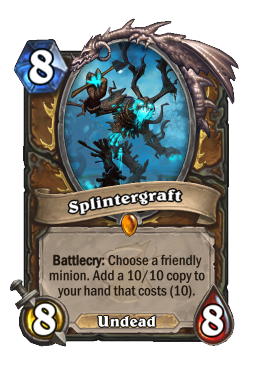 8
Splintergraft
Battlecry: Choose a friendly
minion. Add a 10/10 copy to
your hand that costs (10).
8 Undead 8